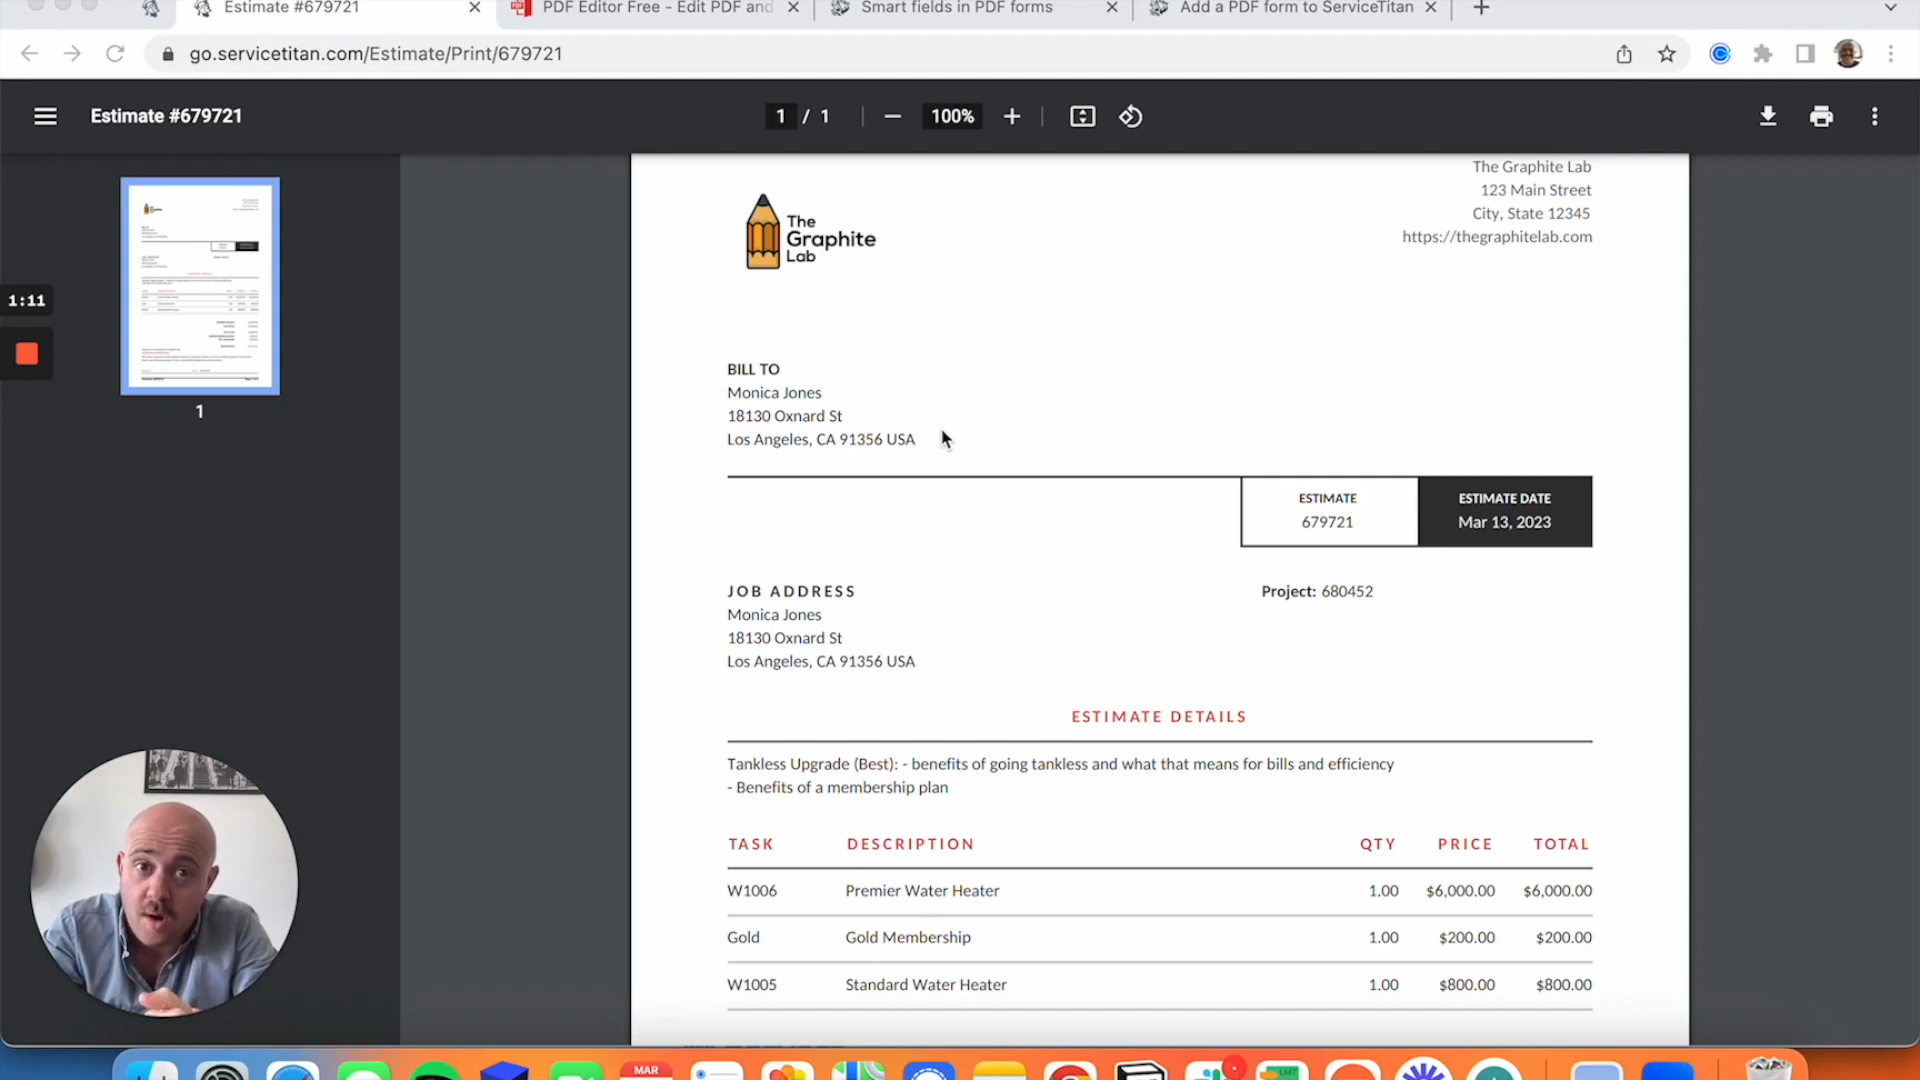 Estimate #679721
PDF Editor Free - Edit PDF and
Smart fields in PDF forms
Add a PDF form to ServiceTitan
go.servicetitan.com/Estimate/Print/679721
Estimate #679721
1 / 1
100%
1:11
1
The Graphite Lab
123 Main Street
City, State 12345
https://thegraphitelab.com
The
Graphite
Lab
BILL TO
Monica Jones
18130 Oxnard St
Los Angeles, CA 91356 USA
ESTIMATE
679721
ESTIMATE DATE
Mar 13, 2023
JOB ADDRESS
Monica Jones
18130 Oxnard St
Los Angeles, CA 91356 USA
Project: 680452
ESTIMATE DETAILS
Tankless Upgrade (Best): - benefits of going tankless and what that means for bills and efficiency
- Benefits of a membership plan
TASK DESCRIPTION QTY PRICE TOTAL
W1006 Premier Water Heater 1.00 $6,000.00 $6,000.00
Gold Gold Membership 1.00 $200.00 $200.00
W1005 Standard Water Heater 1.00 $800.00 $800.00
MAR